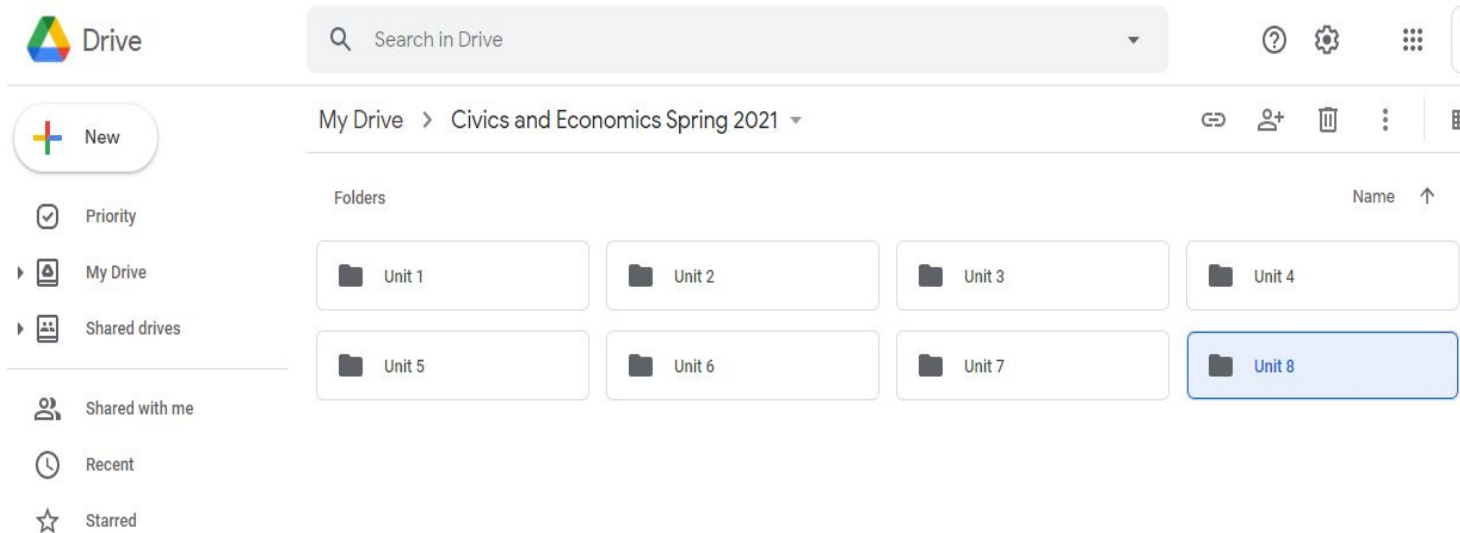 Drive
Search in Drive
New
My Drive > Civics and Economics Spring 2021
Priority
My Drive
Shared drives
Shared with me
Recent
Starred
Folders
Name
Unit 1
Unit 2
Unit 3
Unit 4
Unit 5
Unit 6
Unit 7
Unit 8